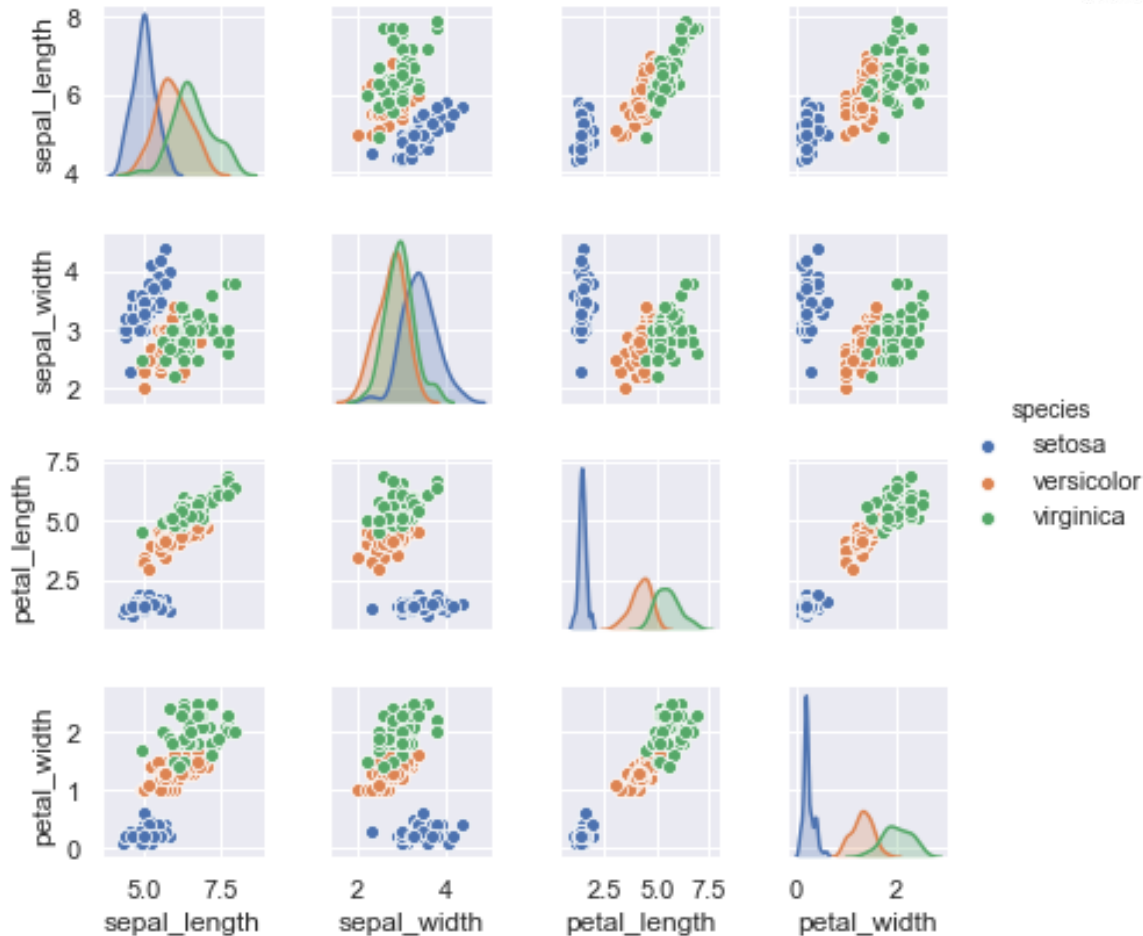 8
6
4
sepal_length
4
3
2
sepal_width
7.5
5.0
2.5
petal_length
2
1
0
petal_width
5.0 7.5
sepal_length
2 4
sepal_width
2.5 5.0 7.5
petal_length
0 2
petal_width
species
setosa
versicolor
virginica